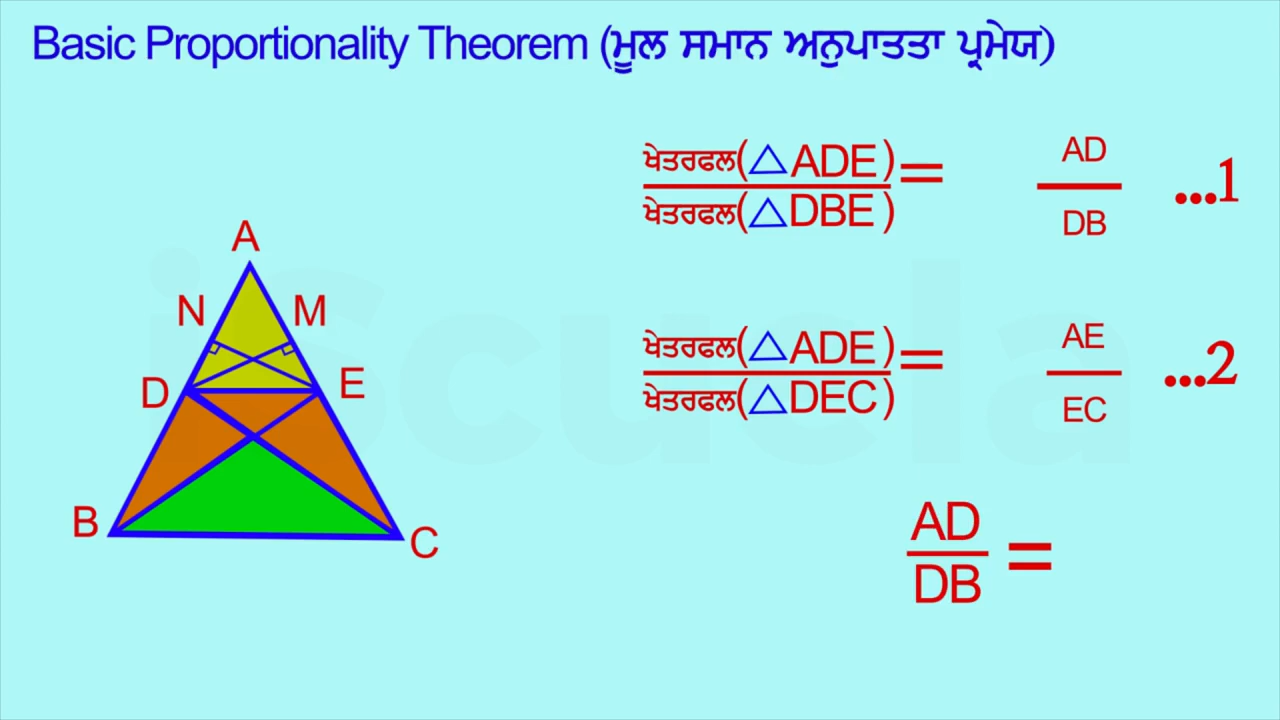 Basic Proportionality Theorem (ਮੂਲ ਸਮਾਨ ਅਨੁਪਾਤਤਾ ਪ੍ਰਮੇਯ)
ਖੇਤਰਫਲ(△ADE) = AD ...1
ਖੇਤਰਫਲ(△DBE) DB
A
N M
ਖੇਤਰਫਲ(△ADE) = AE ...2
ਖੇਤਰਫਲ(△DEC) EC
D E
B C
AD =
DB
iScuela